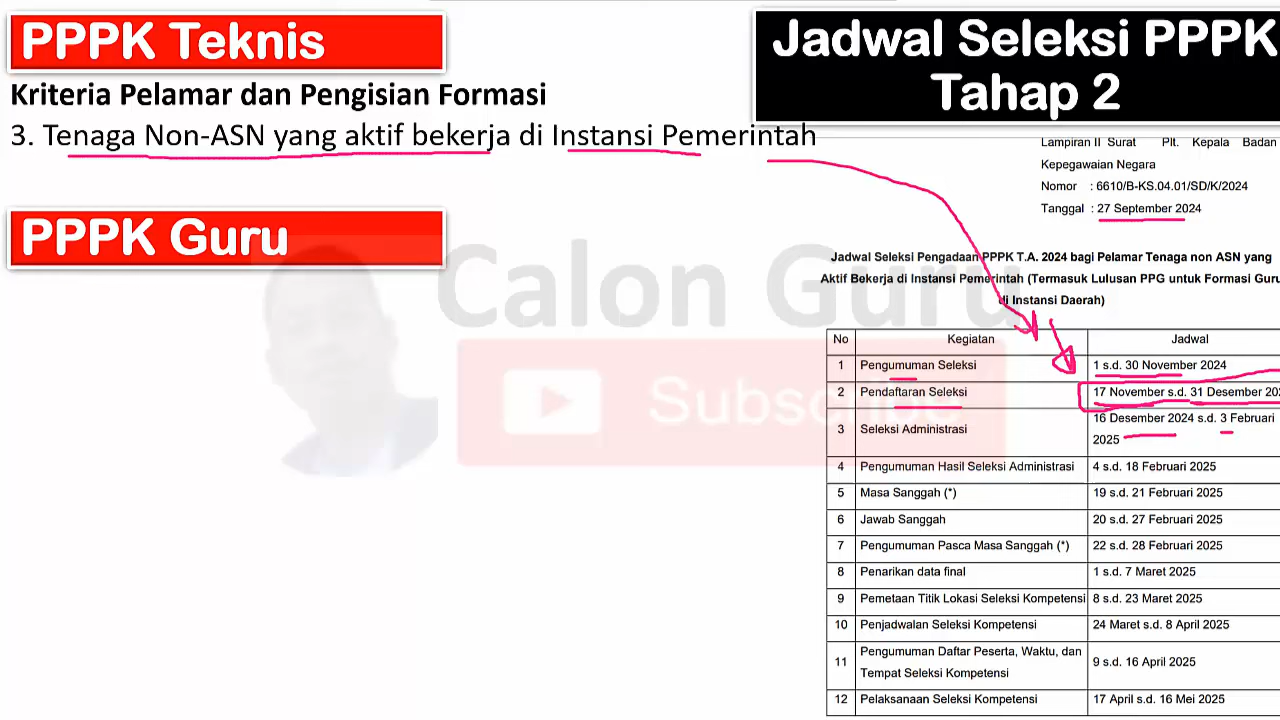 PPPK Teknis
Kriteria Pelamar dan Pengisian Formasi
3. Tenaga Non-ASN yang aktif bekerja di Instansi Pemerintah
PPPK Guru
Calon Guru
Subscribe
Jadwal Seleksi PPPK
Tahap 2
Lampiran II Surat Plt. Kepala Badan
Kepegawaian Negara
Nomor : 6610/B-KS.04.01/SD/K/2024
Tanggal : 27 September 2024
Jadwal Seleksi Pengadaan PPPK T.A. 2024 bagi Pelamar Tenaga non ASN yang
Aktif Bekerja di Instansi Pemerintah (Termasuk Lulusan PPG untuk Formasi Guru
di Instansi Daerah)
No Kegiatan Jadwal
1 Pengumuman Seleksi 1 s.d. 30 November 2024
2 Pendaftaran Seleksi 17 November s.d. 31 Desember 202
3 Seleksi Administrasi 16 Desember 2024 s.d. 3 Februari
2025
4 Pengumuman Hasil Seleksi Administrasi 4 s.d. 18 Februari 2025
5 Masa Sanggah (*) 19 s.d. 21 Februari 2025
6 Jawab Sanggah 20 s.d. 27 Februari 2025
7 Pengumuman Pasca Masa Sanggah (*) 22 s.d. 28 Februari 2025
8 Penarikan data final 1 s.d. 7 Maret 2025
9 Pemetaan Titik Lokasi Seleksi Kompetensi 8 s.d. 23 Maret 2025
10 Penjadwalan Seleksi Kompetensi 24 Maret s.d. 8 April 2025
11 Pengumuman Daftar Peserta, Waktu, dan
Tempat Seleksi Kompetensi 9 s.d. 16 April 2025
12 Pelaksanaan Seleksi Kompetensi 17 April s.d. 16 Mei 2025